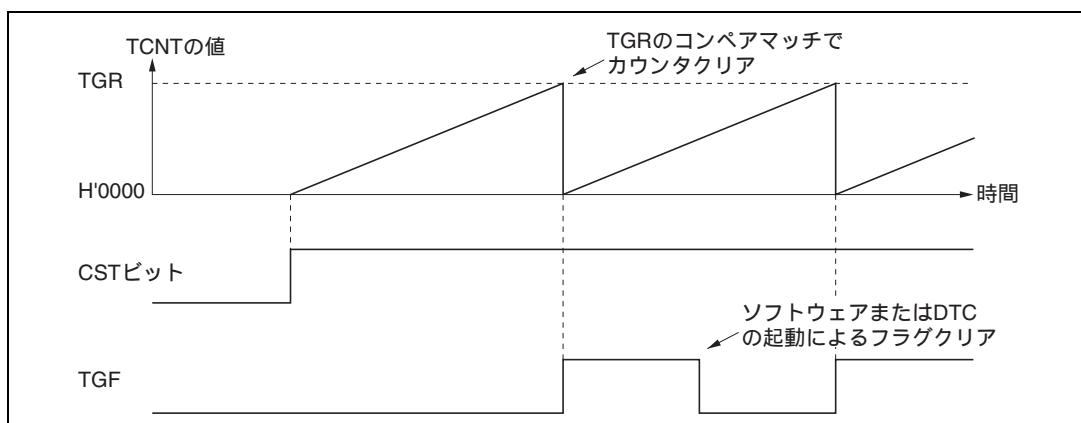 TCNTの値
TGRのコンペアマッチで
カウンタクリア
TGR
H'0000
時間
CSTビット
ソフトウェアまたはDTC
の起動によるフラグクリア
TGF